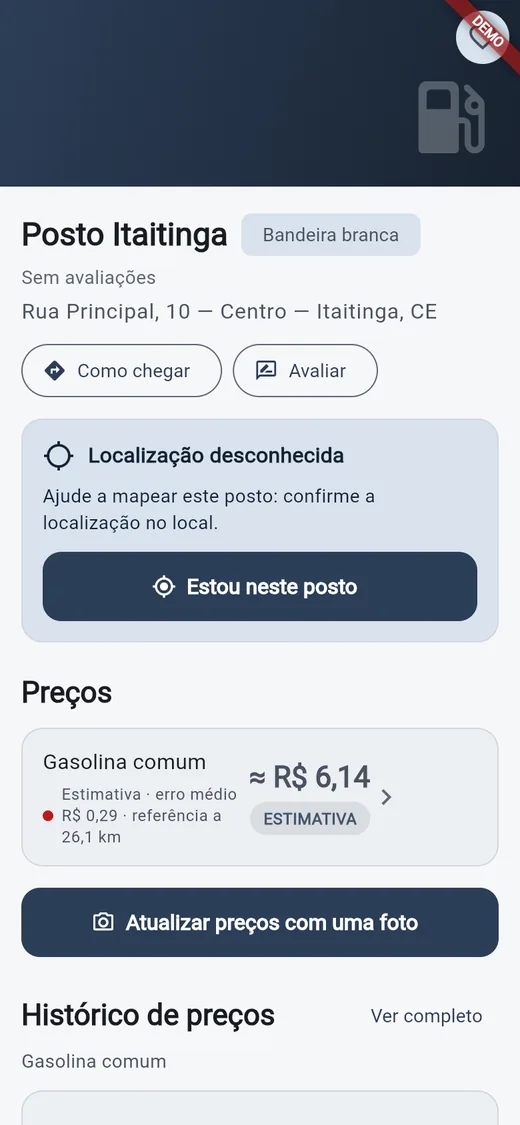 DEMO
Posto Itaitinga
Bandeira branca
Sem avaliações
Rua Principal, 10 — Centro — Itaitinga, CE
Como chegar
Avaliar
Localização desconhecida
Ajude a mapear este posto: confirme a
localização no local.
Estou neste posto
Preços
Gasolina comum
Estimativa · erro médio
R$ 0,29 · referência a
26,1 km
≈ R$ 6,14
ESTIMATIVA
Atualizar preços com uma foto
Histórico de preços
Ver completo
Gasolina comum